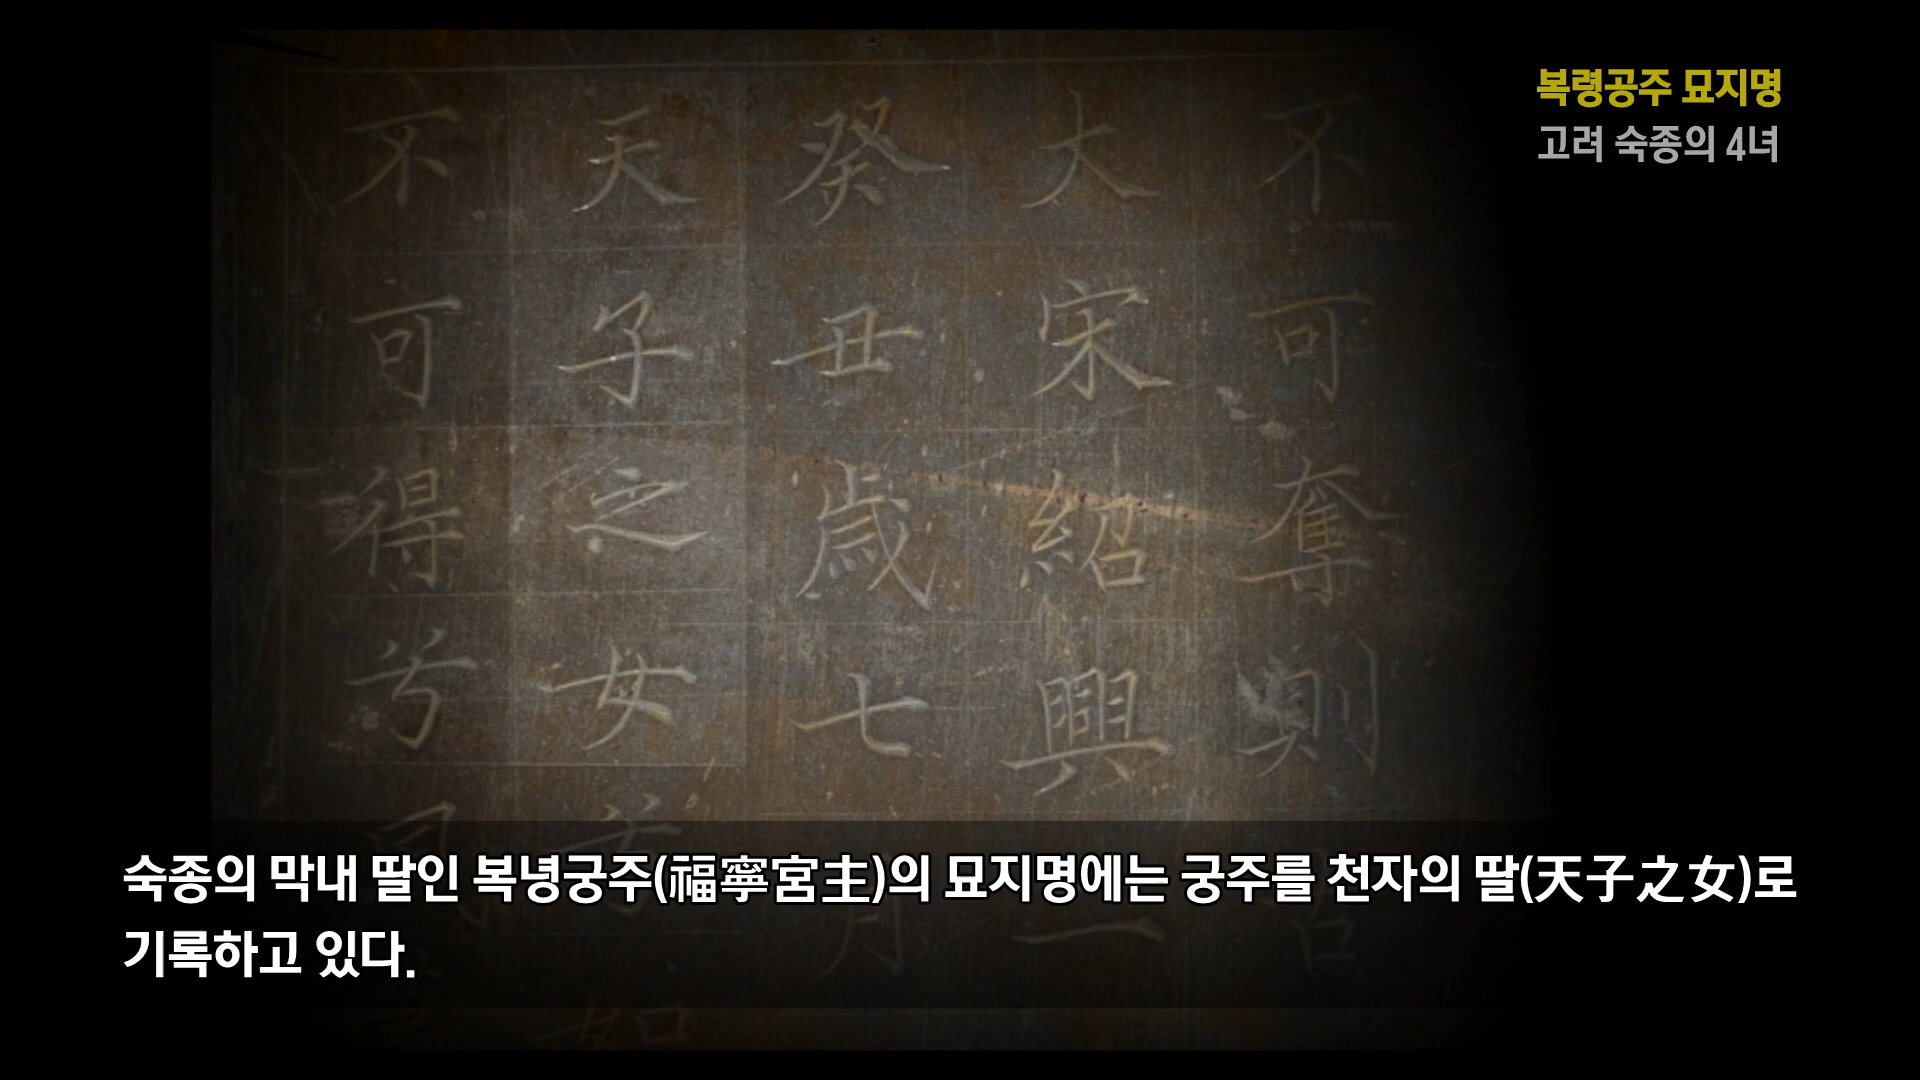 복령공주 묘지명
고려 숙종의 4녀
不可奪則
大宋紹興
癸丑歲七月
天子之女
不可得兮
숙종의 막내 딸인 복녕궁주(福寧宮主)의 묘지명에는 궁주를 천자의 딸(天子之女)로
기록하고 있다.